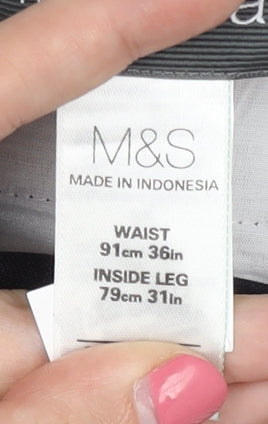 M&S
MADE IN INDONESIA
WAIST
91cm 36in
INSIDE LEG
79cm 31in